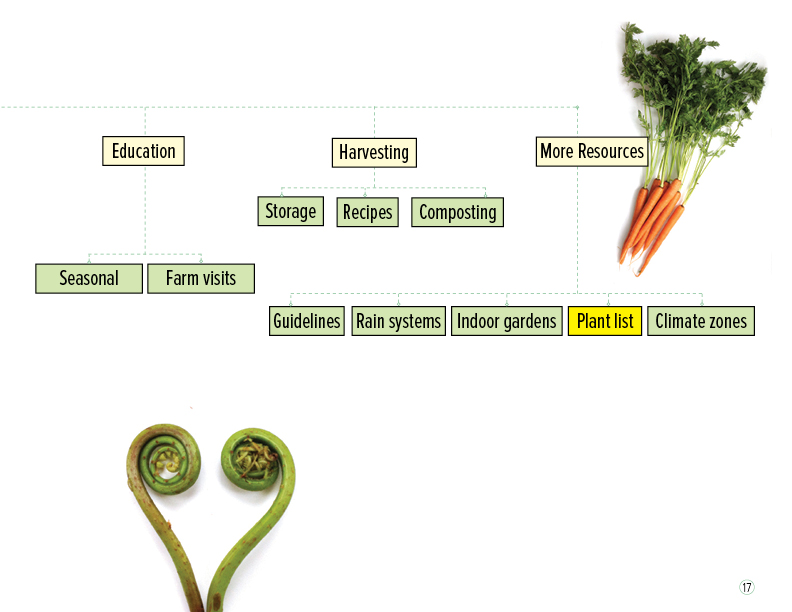 Education
Harvesting
More Resources
Storage
Recipes
Composting
Seasonal
Farm visits
Guidelines
Rain systems
Indoor gardens
Plant list
Climate zones
17